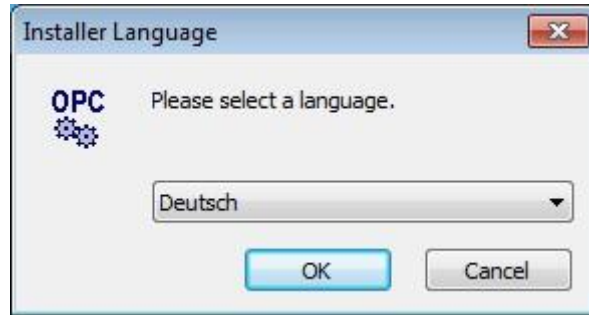 Installer Language
OPC
Please select a language.
Deutsch
OK
Cancel